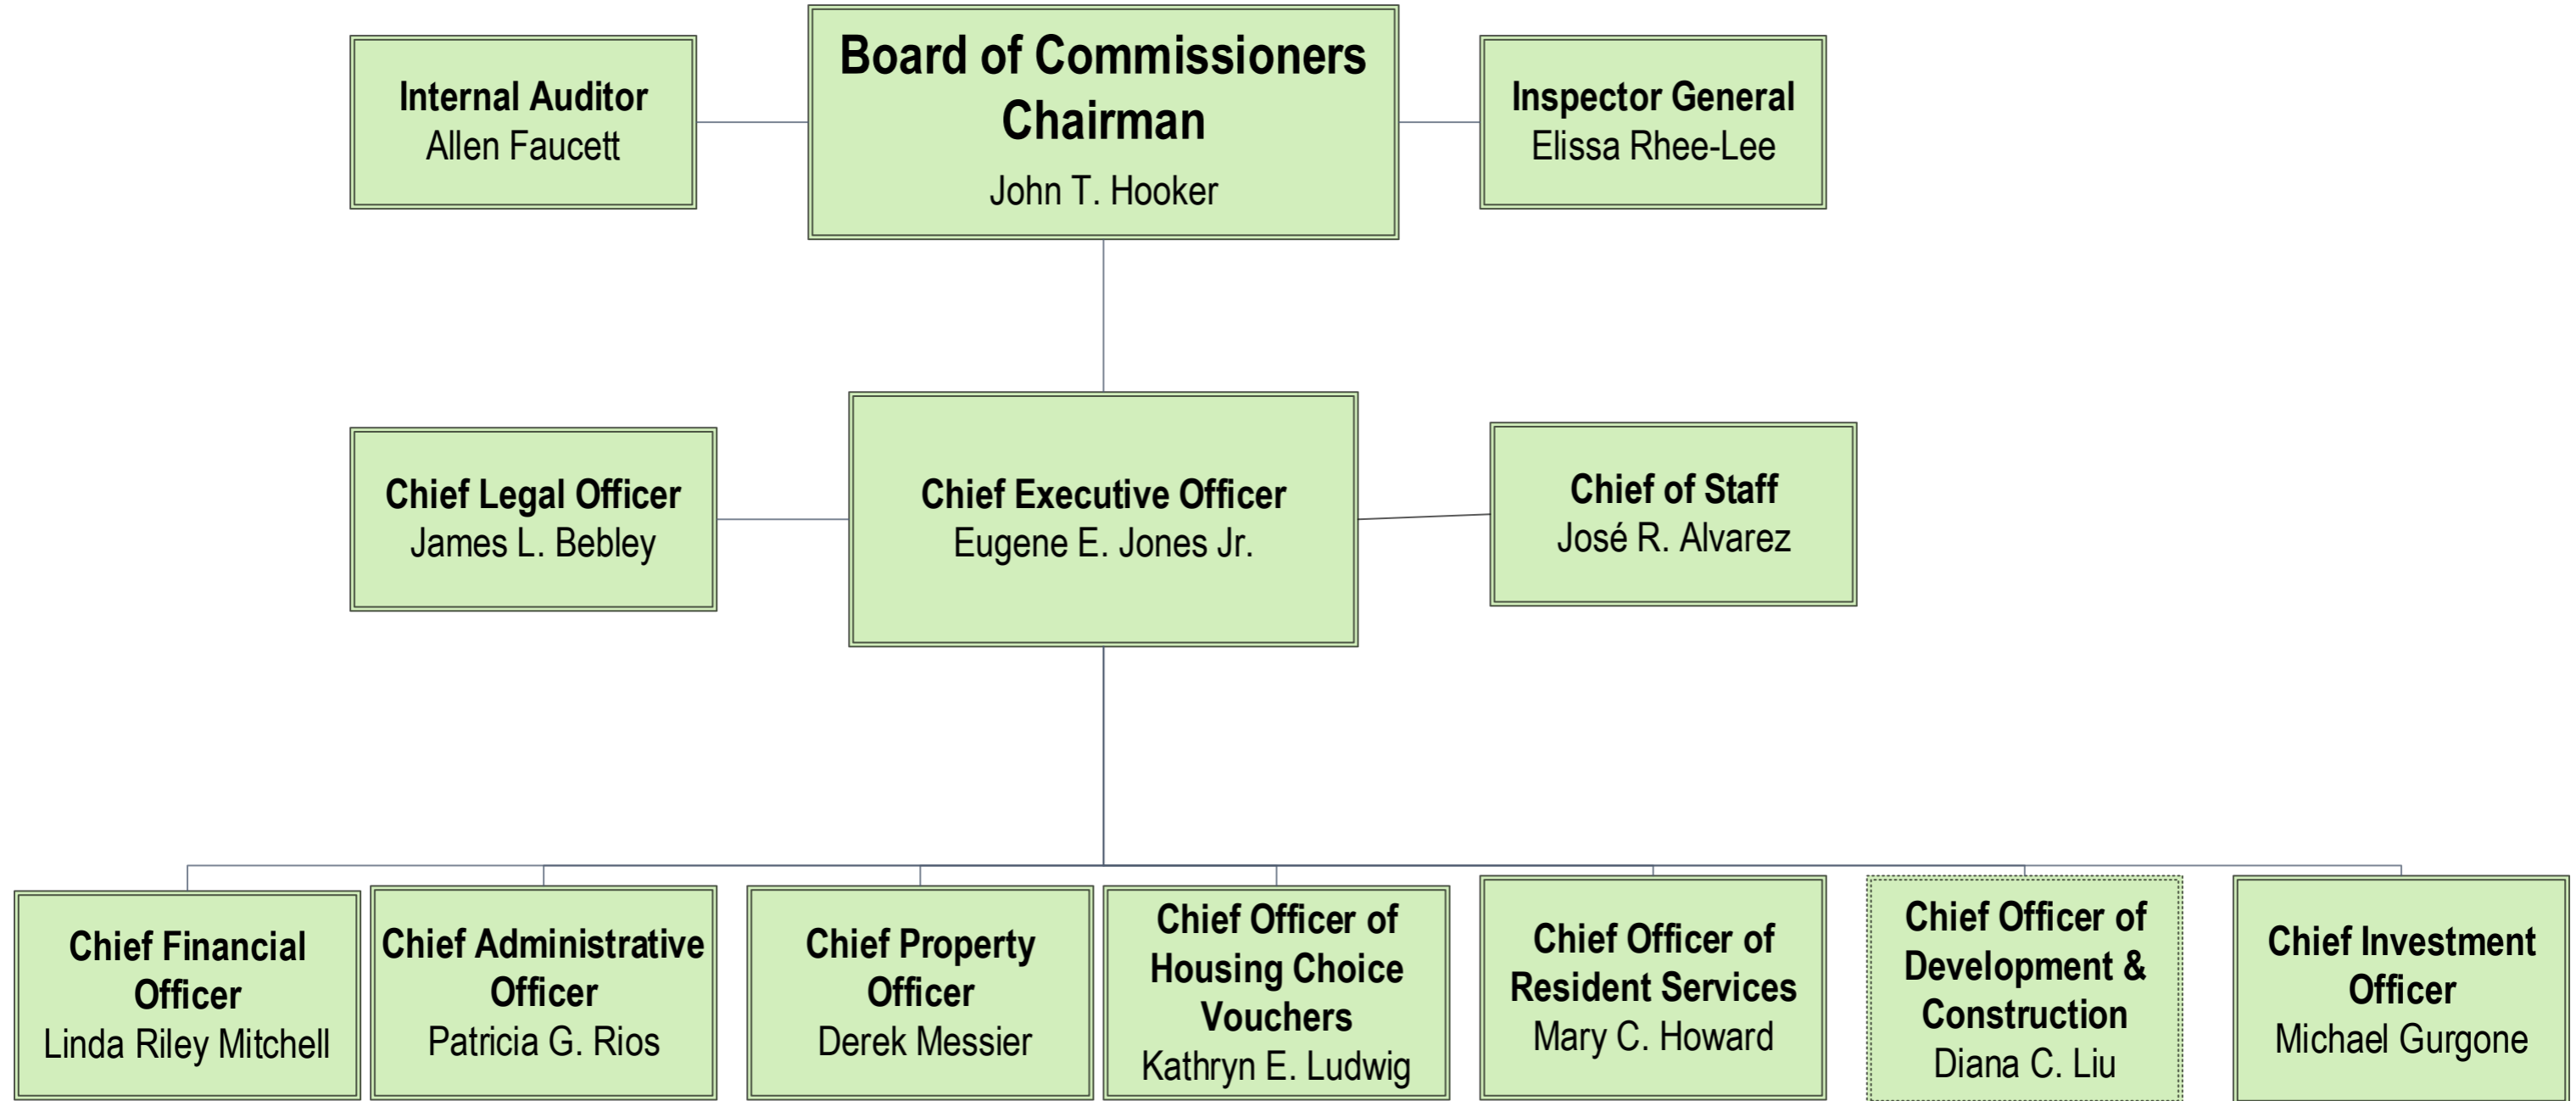 Internal Auditor
Allen Faucett
Board of Commissioners
Chairman
John T. Hooker
Inspector General
Elissa Rhee-Lee
Chief Legal Officer
James L. Bebley
Chief Executive Officer
Eugene E. Jones Jr.
Chief of Staff
José R. Alvarez
Chief Financial
Officer
Linda Riley Mitchell
Chief Administrative
Officer
Patricia G. Rios
Chief Property
Officer
Derek Messier
Chief Officer of
Housing Choice
Vouchers
Kathryn E. Ludwig
Chief Officer of
Resident Services
Mary C. Howard
Chief Officer of
Development &
Construction
Diana C. Liu
Chief Investment
Officer
Michael Gurgone